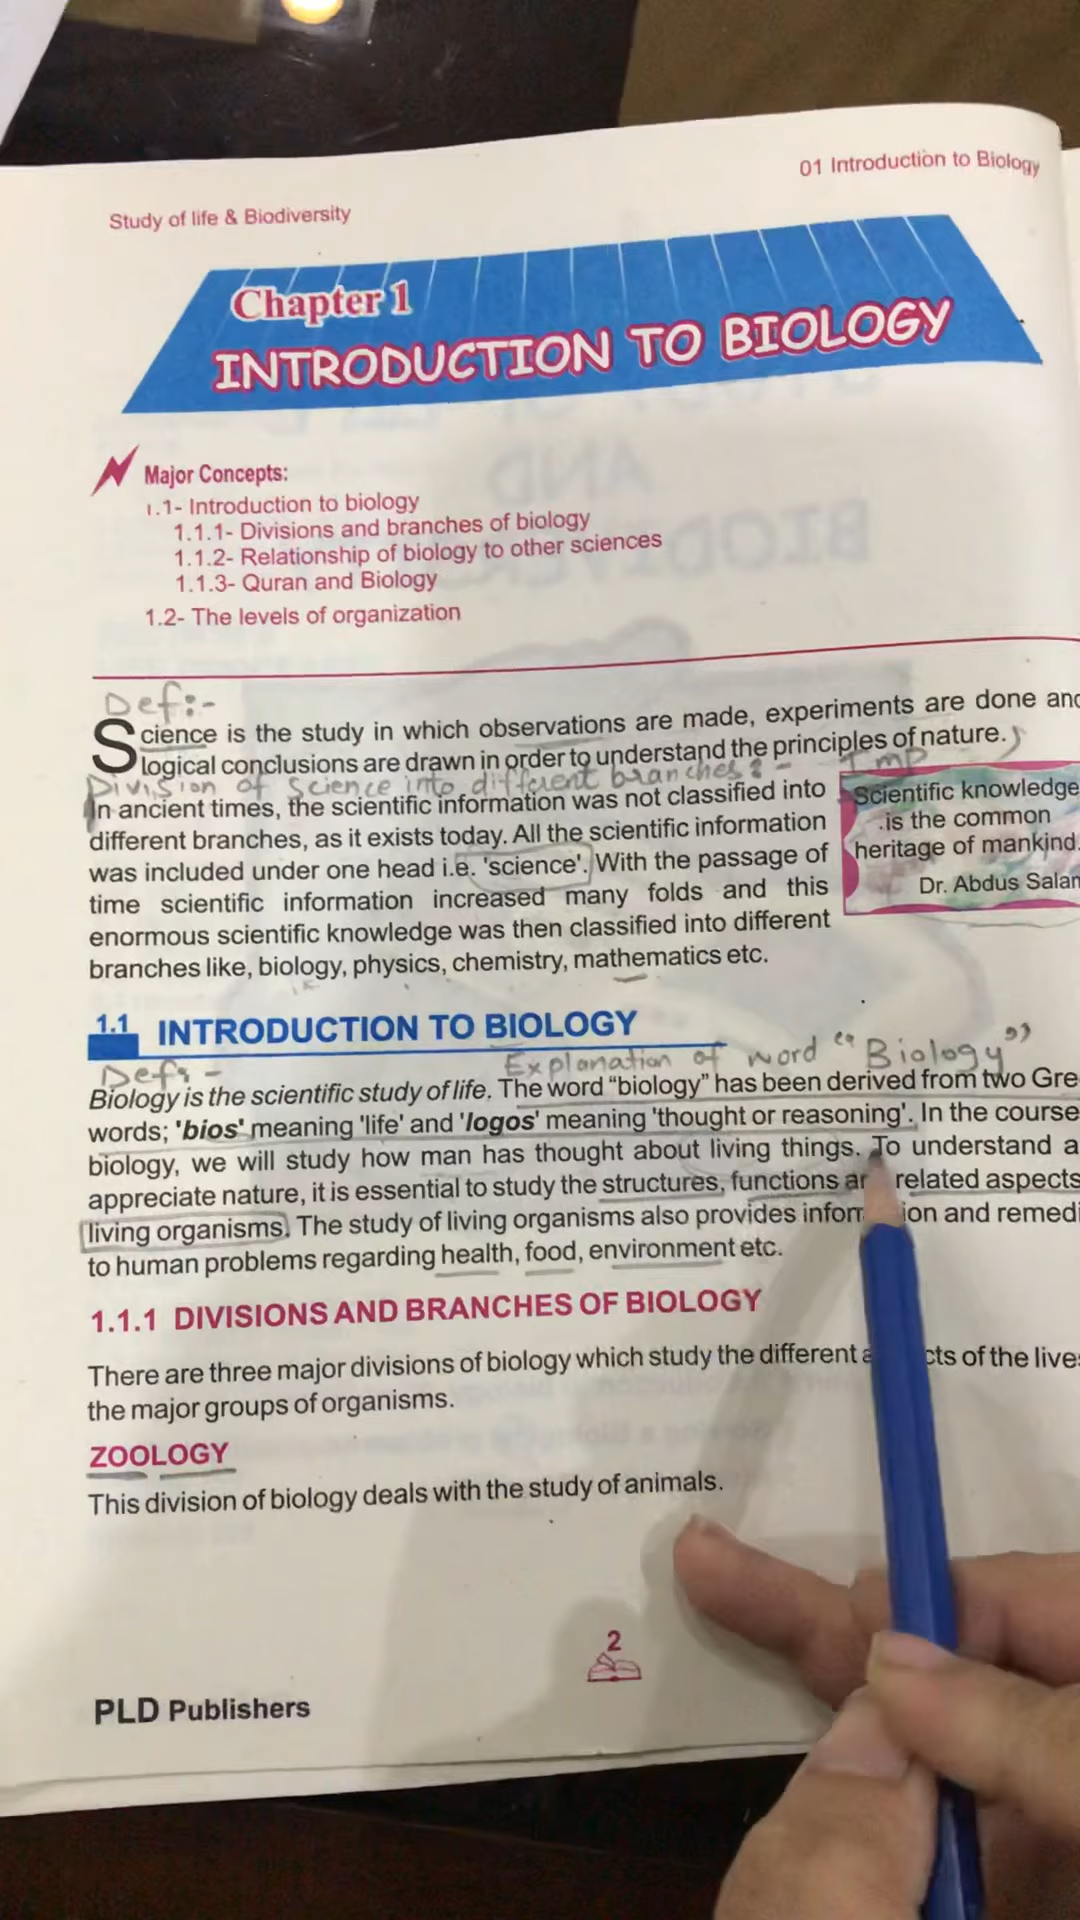 01 Introduction to Biology
Study of life & Biodiversity
Chapter 1
INTRODUCTION TO BIOLOGY
Major Concepts:
1.1- Introduction to biology
1.1.1- Divisions and branches of biology
1.1.2- Relationship of biology to other sciences
1.1.3- Quran and Biology
1.2- The levels of organization
Def:-
Science is the study in which observations are made, experiments are done and
logical conclusions are drawn in order to understand the principles of nature.
Division of Science into different branches:-
Imp
In ancient times, the scientific information was not classified into
different branches, as it exists today. All the scientific information
was included under one head i.e. 'science'. With the passage of
time scientific information increased many folds and this
enormous scientific knowledge was then classified into different
branches like, biology, physics, chemistry, mathematics etc.
Scientific knowledge
is the common
heritage of mankind.
Dr. Abdus Salam
1.1 INTRODUCTION TO BIOLOGY
Def:-
Explanation of word "Biology"
Biology is the scientific study of life. The word "biology" has been derived from two Gre
words; 'bios' meaning 'life' and 'logos' meaning 'thought or reasoning'. In the course
biology, we will study how man has thought about living things. To understand a
appreciate nature, it is essential to study the structures, functions an related aspects
living organisms. The study of living organisms also provides information and remedi
to human problems regarding health, food, environment etc.
1.1.1 DIVISIONS AND BRANCHES OF BIOLOGY
There are three major divisions of biology which study the different aspects of the lives
the major groups of organisms.
ZOOLOGY
This division of biology deals with the study of animals.
2
PLD Publishers